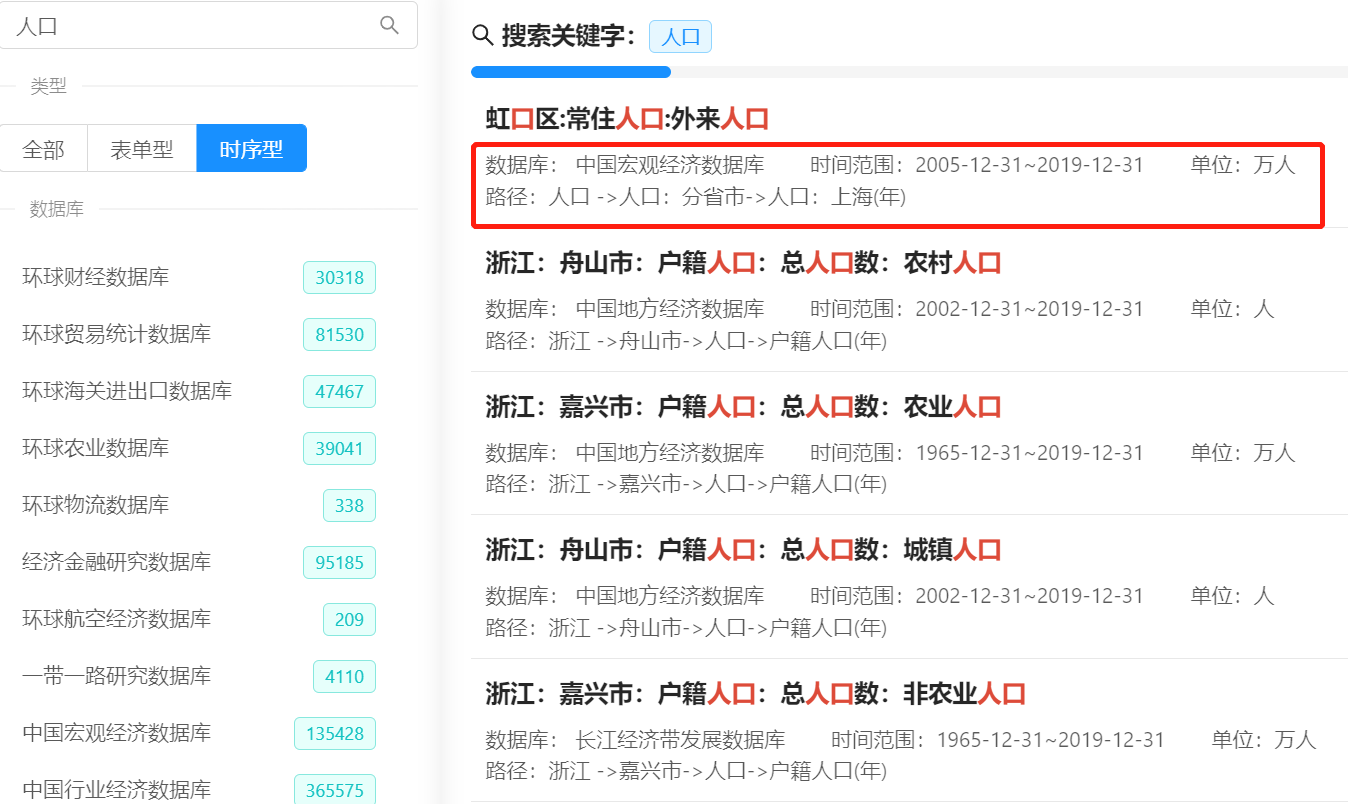 人口
类型
全部 表单型 时序型
数据库
环球财经数据库 30318
环球贸易统计数据库 81530
环球海关进出口数据库 47467
环球农业数据库 39041
环球物流数据库 338
经济金融研究数据库 95185
环球航空经济数据库 209
一带一路研究数据库 4110
中国宏观经济数据库 135428
中国行业经济数据库 365575
搜索关键字： 人口
虹口区:常住人口:外来人口
数据库： 中国宏观经济数据库 时间范围：2005-12-31~2019-12-31 单位：万人
路径：人口 ->人口：分省市->人口：上海(年)
浙江：舟山市：户籍人口：总人口数：农村人口
数据库： 中国地方经济数据库 时间范围：2002-12-31~2019-12-31 单位：人
路径：浙江 ->舟山市->人口->户籍人口(年)
浙江：嘉兴市：户籍人口：总人口数：农业人口
数据库： 中国地方经济数据库 时间范围：1965-12-31~2019-12-31 单位：万人
路径：浙江 ->嘉兴市->人口->户籍人口(年)
浙江：舟山市：户籍人口：总人口数：城镇人口
数据库： 中国地方经济数据库 时间范围：2002-12-31~2019-12-31 单位：人
路径：浙江 ->舟山市->人口->户籍人口(年)
浙江：嘉兴市：户籍人口：总人口数：非农业人口
数据库： 长江经济带发展数据库 时间范围：1965-12-31~2019-12-31 单位：万人
路径：浙江 ->嘉兴市->人口->户籍人口(年)